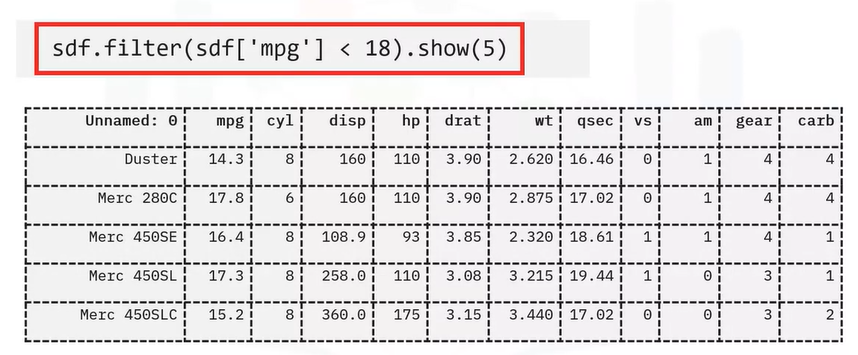 sdf.filter(sdf['mpg'] < 18).show(5)
Unnamed: 0 mpg cyl disp hp drat wt qsec vs am gear carb
Duster 14.3 8 160 110 3.90 2.620 16.46 0 1 4 4
Merc 280C 17.8 6 160 110 3.90 2.875 17.02 0 1 4 4
Merc 450SE 16.4 8 108.9 93 3.85 2.320 18.61 1 1 4 1
Merc 450SL 17.3 8 258.0 110 3.08 3.215 19.44 1 0 3 1
Merc 450SLC 15.2 8 360.0 175 3.15 3.440 17.02 0 0 3 2